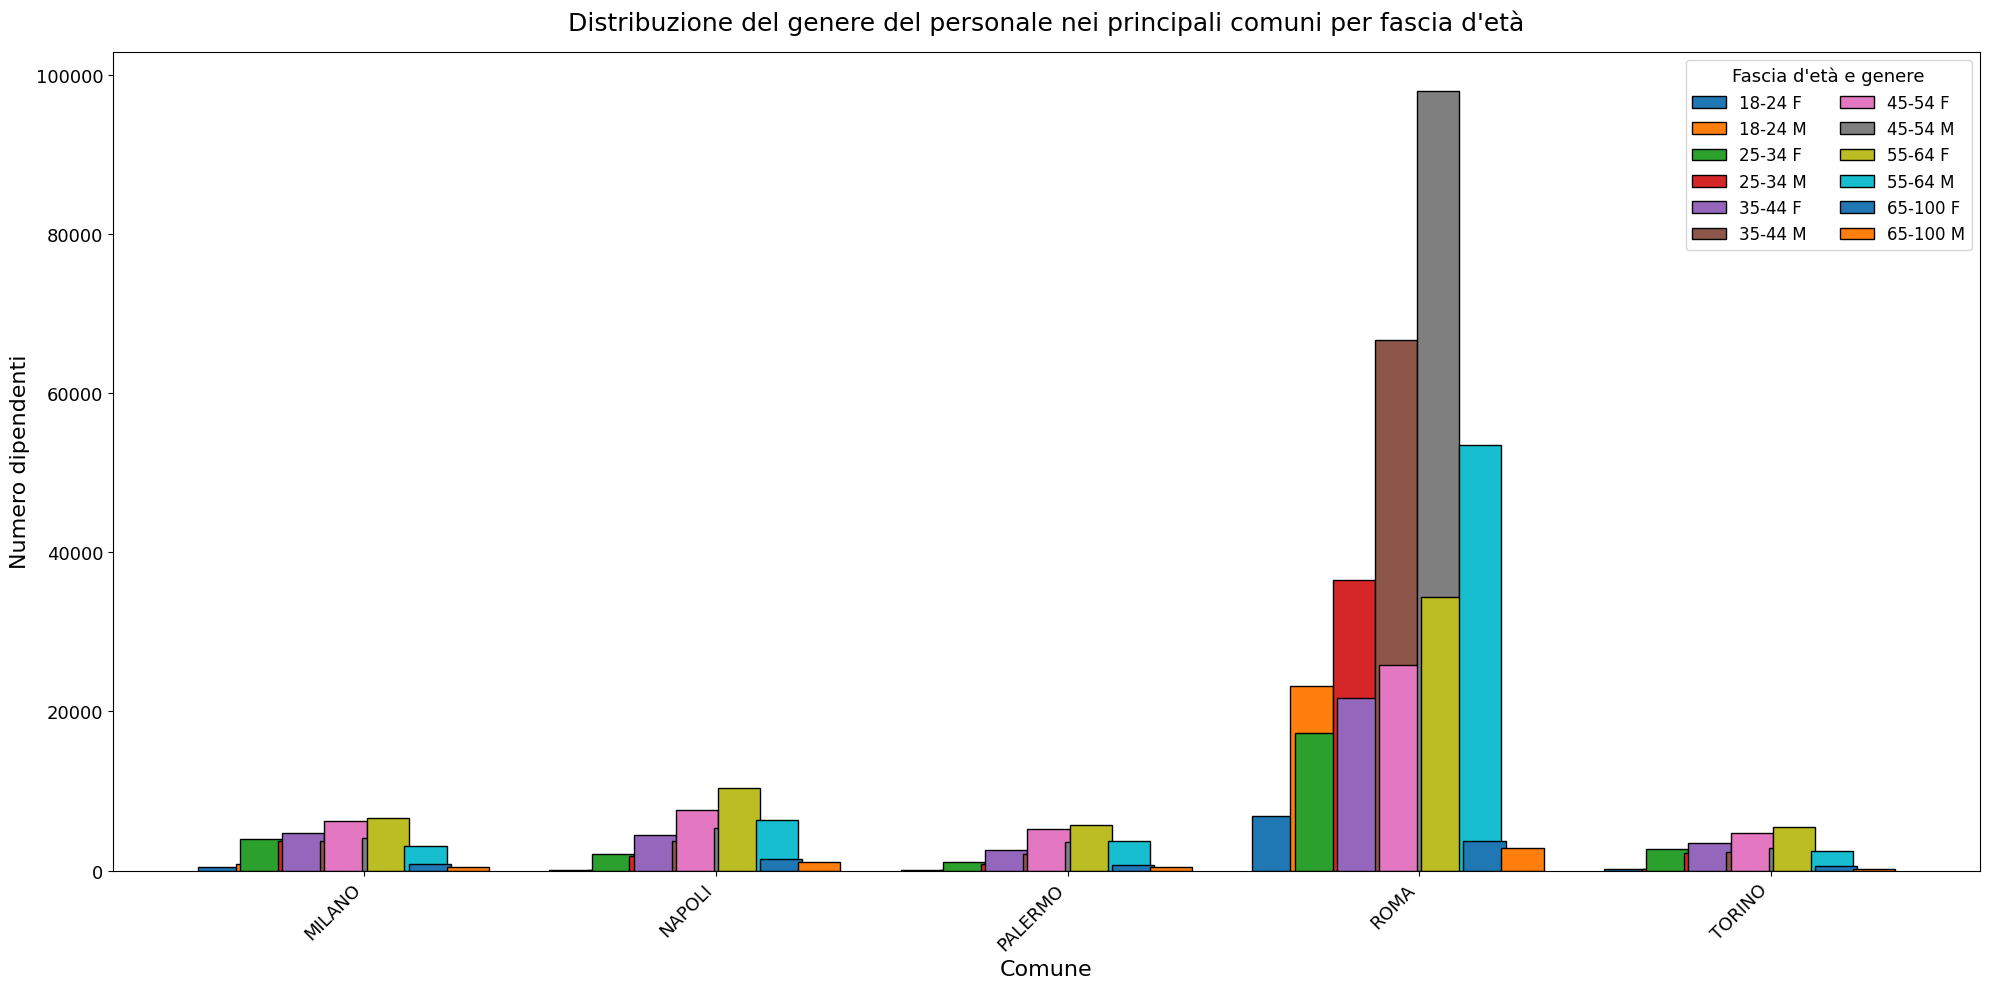 Distribuzione del genere del personale nei principali comuni per fascia d'età
Numero dipendenti
100000
80000
60000
40000
20000
0
Fascia d'età e genere
18-24 F
18-24 M
25-34 F
25-34 M
35-44 F
35-44 M
45-54 F
45-54 M
55-64 F
55-64 M
65-100 F
65-100 M
MILANO
NAPOLI
PALERMO
ROMA
TORINO
Comune